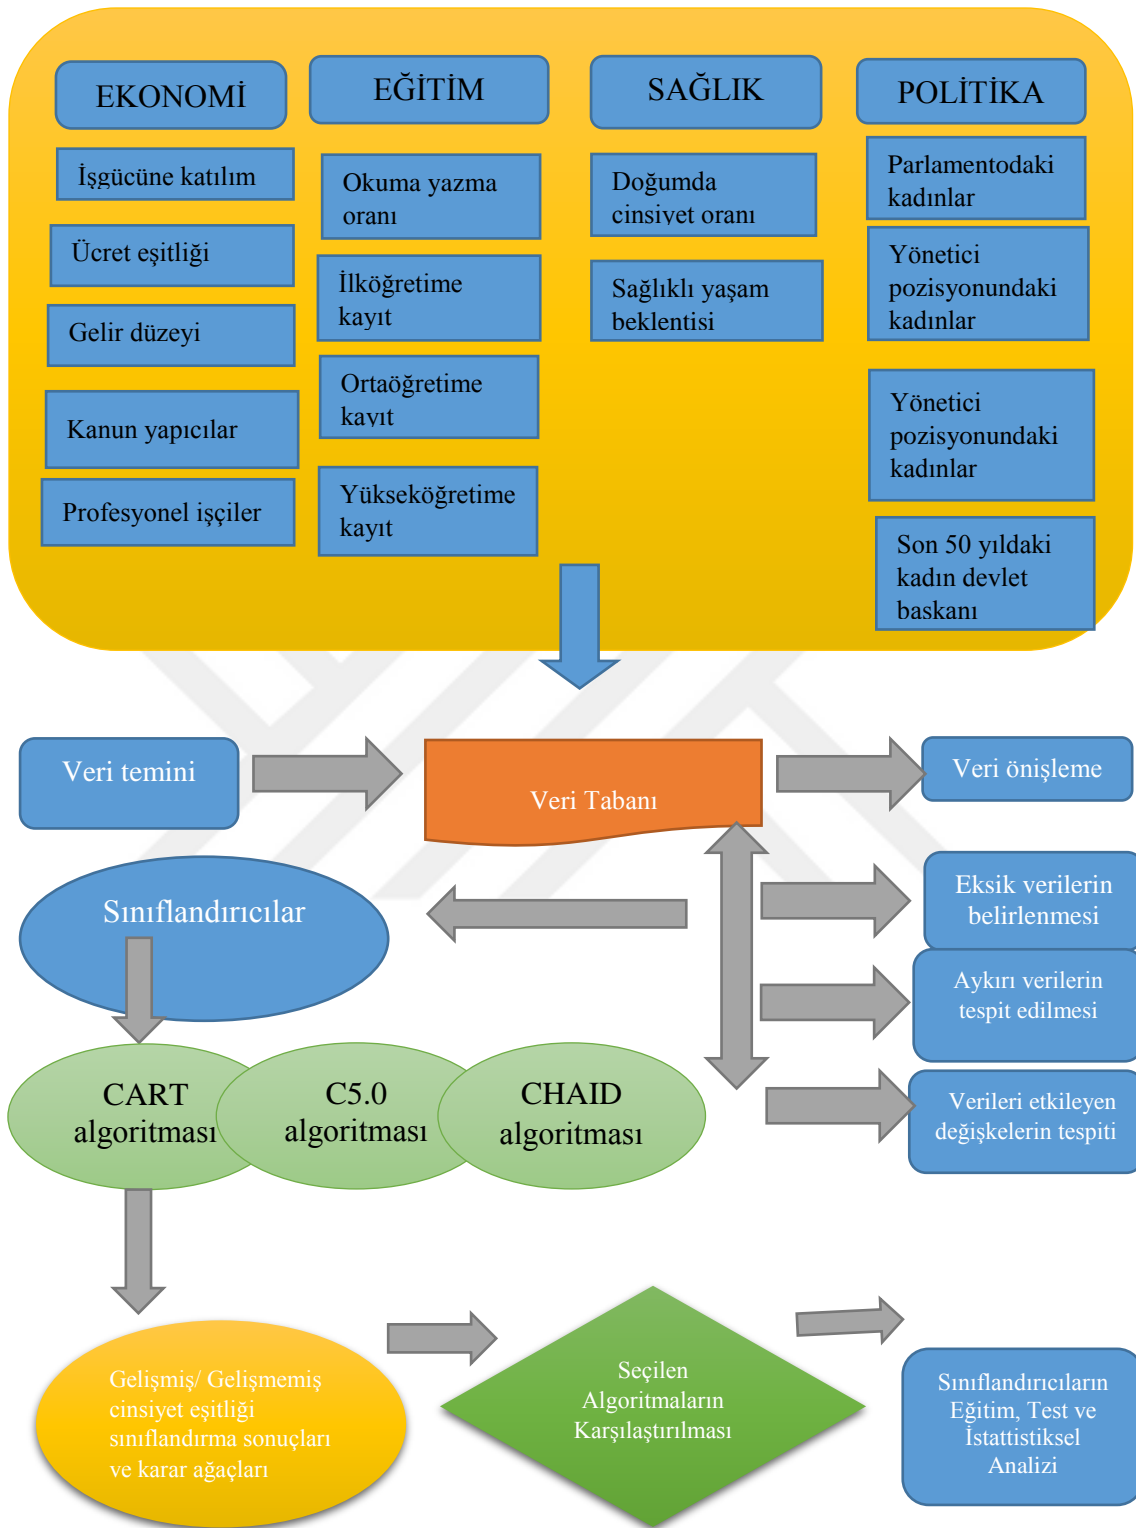 EKONOMİ
İşgücüne katılım
Ücret eşitliği
Gelir düzeyi
Kanun yapıcılar
Profesyonel işçiler
EĞİTİM
Okuma yazma
oranı
İlköğretime
kayıt
Ortaöğretime
kayıt
Yükseköğretime
kayıt
SAĞLIK
Doğumda
cinsiyet oranı
Sağlıklı yaşam
beklentisi
POLİTİKA
Parlamentodaki
kadınlar
Yönetici
pozisyonundaki
kadınlar
Yönetici
pozisyonundaki
kadınlar
Son 50 yıldaki
kadın devlet
baskanı
Veri temini
Veri Tabanı
Veri önişleme
Sınıflandırıcılar
Eksik verilerin
belirlenmesi
Aykırı verilerin
tespit edilmesi
Verileri etkileyen
değişkelerin tespiti
CART
algoritması
C5.0
algoritması
CHAID
algoritması
Gelişmiş/ Gelişmemiş
cinsiyet eşitliği
sınıflandırma sonuçları
ve karar ağaçları
Seçilen
Algoritmaların
Karşılaştırılması
Sınıflandırıcıların
Eğitim, Test ve
İstattistiksel
Analizi